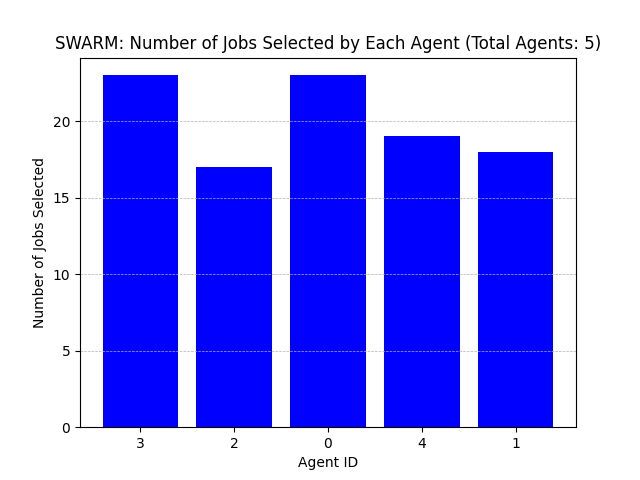 SWARM: Number of Jobs Selected by Each Agent (Total Agents: 5)
Number of Jobs Selected
20
15
10
5
0
3 2 0 4 1
Agent ID